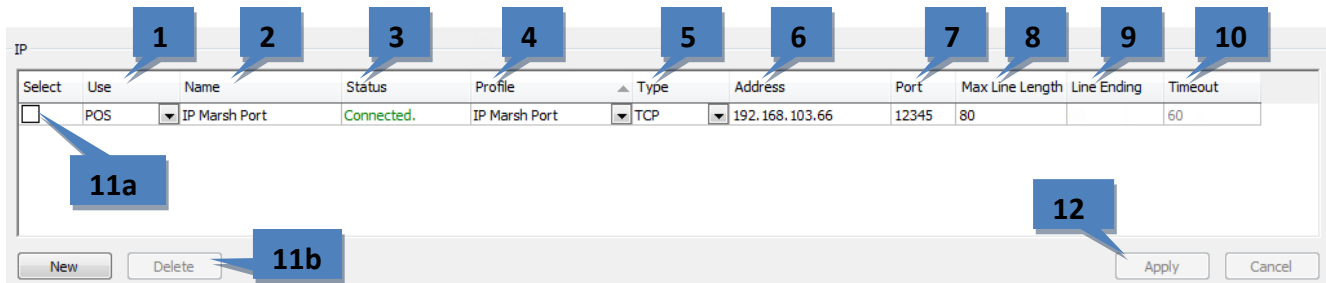 1 2 3 4 5 6 7 8 9 10
IP
Select Use Name Status Profile Type Address Port Max Line Length Line Ending Timeout
POS IP Marsh Port Connected. IP Marsh Port TCP 192.168.103.66 12345 80 60
11a
12
11b
New Delete Apply Cancel